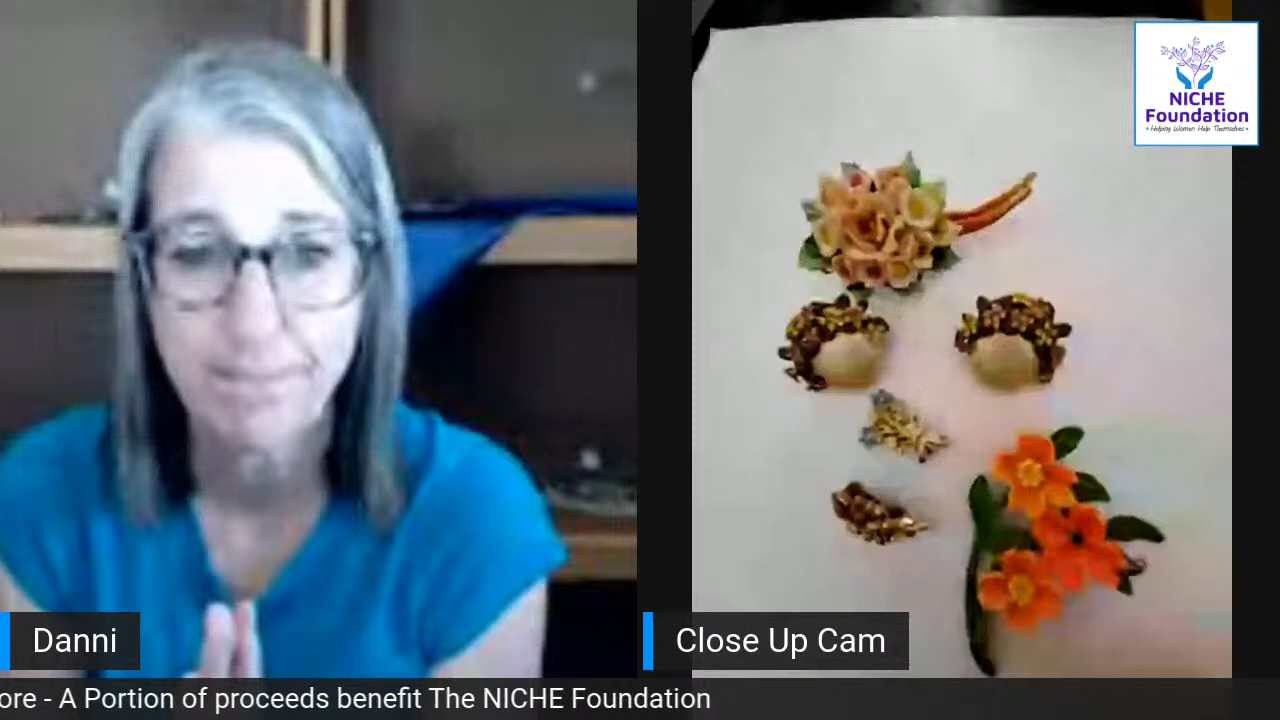 NICHE
Foundation
• Helping Women Help Themselves •
Danni
Close Up Cam
ore - A Portion of proceeds benefit The NICHE Foundation